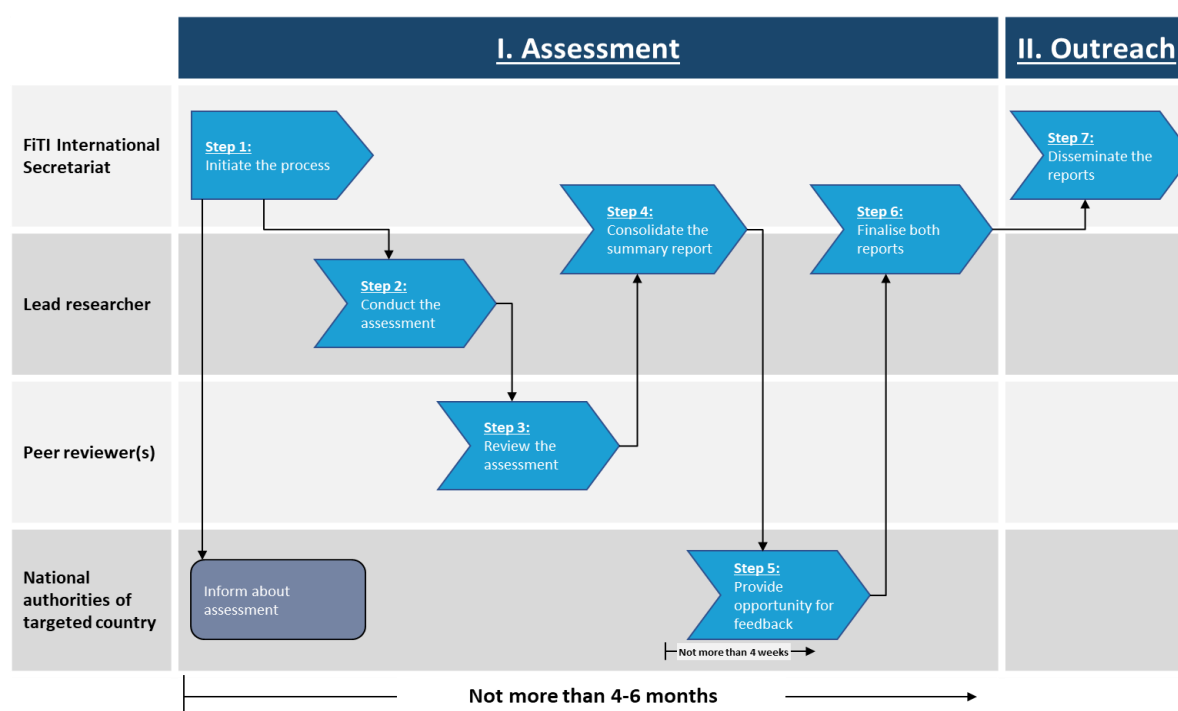 I. Assessment
II. Outreach
FiTI International
Secretariat
Step 1:
Initiate the process
Step 7:
Disseminate the
reports
Step 4:
Consolidate the
summary report
Step 6:
Finalise both
reports
Lead researcher
Step 2:
Conduct the
assessment
Peer reviewer(s)
Step 3:
Review the
assessment
National
authorities of
targeted country
Inform about
assessment
Step 5:
Provide
opportunity for
feedback
Not more than 4 weeks
Not more than 4-6 months